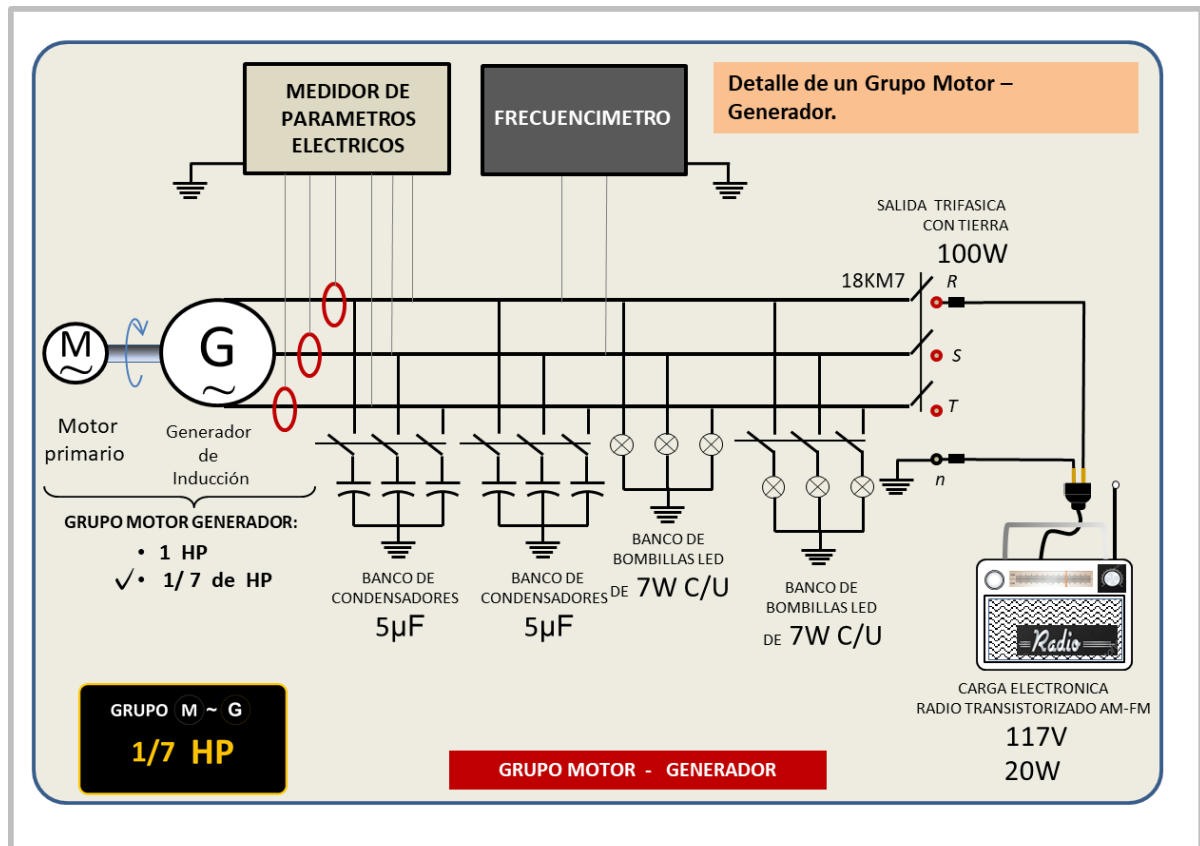 MEDIDOR DE
PARAMETROS
ELECTRICOS
FRECUENCIMETRO
Detalle de un Grupo Motor –
Generador.
SALIDA TRIFASICA
CON TIERRA
100W
18KM7
R
S
T
n
M
G
Motor
primario
Generador
de
Inducción
GRUPO MOTOR GENERADOR:
• 1 HP
✓• 1/ 7 de HP
BANCO DE
CONDENSADORES
5µF
BANCO DE
CONDENSADORES
5µF
BANCO DE
BOMBILLAS LED
DE 7W C/U
BANCO DE
BOMBILLAS LED
DE 7W C/U
Radio
CARGA ELECTRONICA
RADIO TRANSISTORIZADO AM-FM
117V
20W
GRUPO M ~ G
1/7 HP
GRUPO MOTOR - GENERADOR